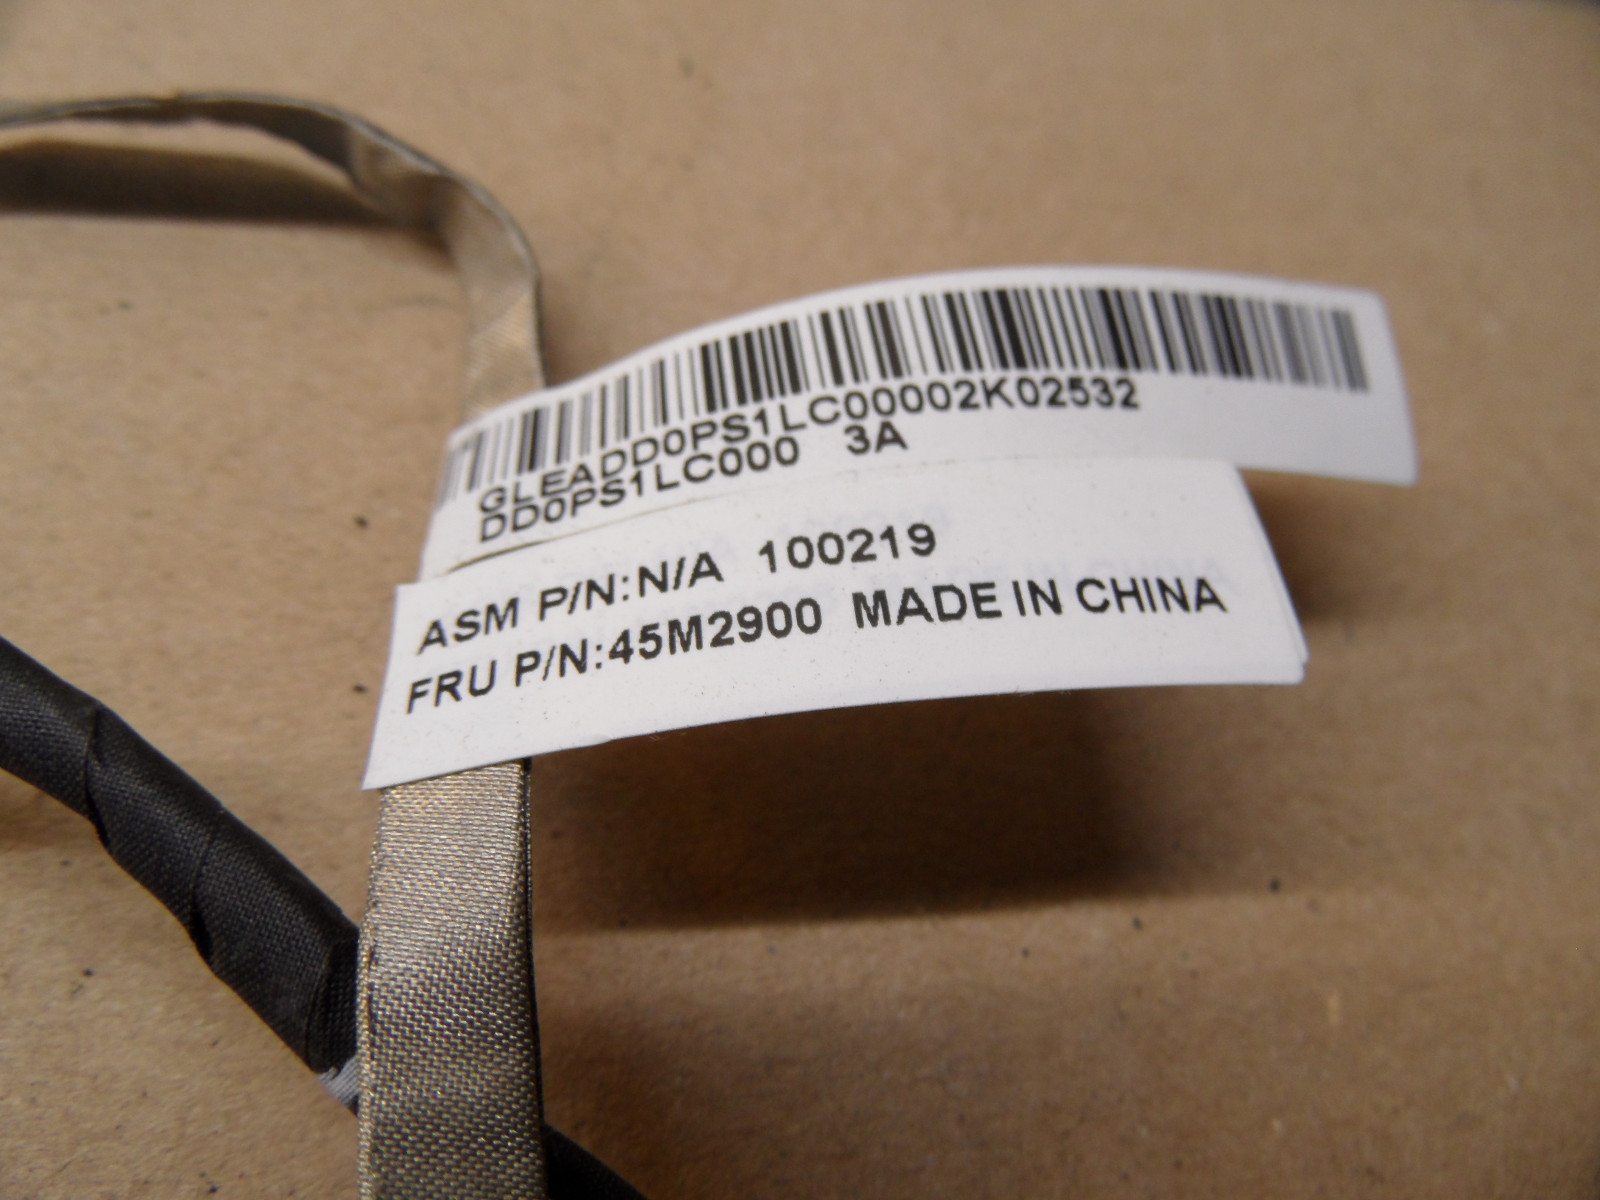 GLEADD0PS1LC00002K02532
DD0PS1LC000 3A
ASM P/N:N/A 100219
FRU P/N:45M2900 MADE IN CHINA